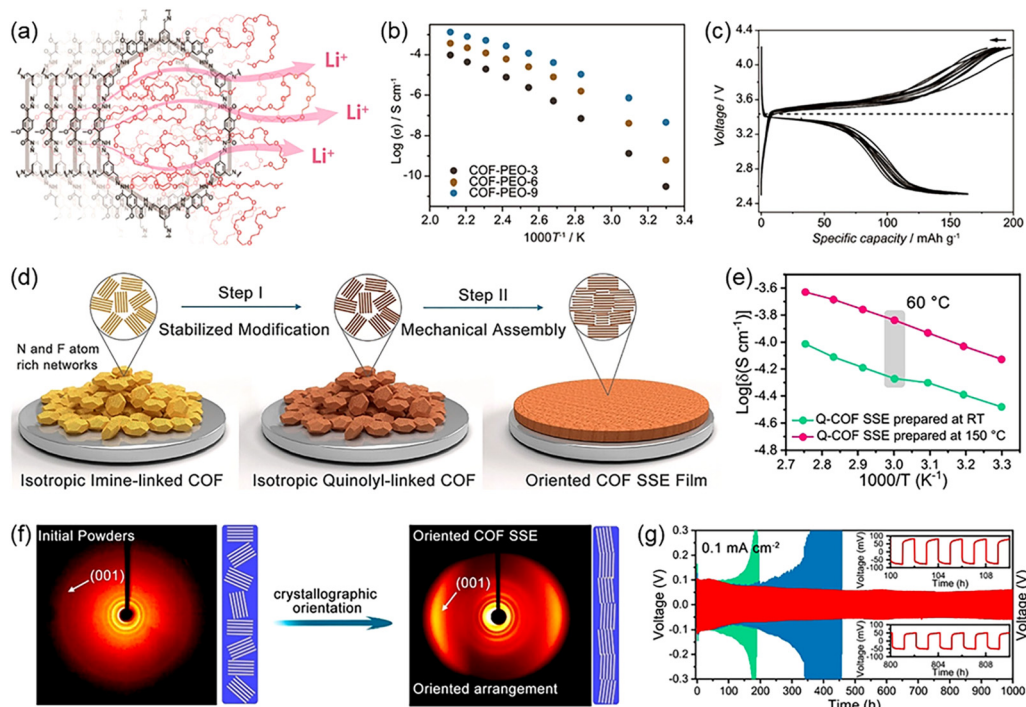 (a)
Li⁺
Li⁺
Li⁺
(b)
Log (σ) / S cm⁻¹
-4
-6
-8
-10
COF-PEO-3
COF-PEO-6
COF-PEO-9
2.0 2.2 2.4 2.6 2.8 3.0 3.2 3.4
1000T⁻¹ / K
(c)
Voltage / V
4.2
3.6
3.0
2.4
0 50 100 150 200
Specific capacity / mAh g⁻¹
(d)
Step I
Stabilized Modification
Step II
Mechanical Assembly
N and F atom
rich networks
Isotropic Imine-linked COF
Isotropic Quinolyl-linked COF
Oriented COF SSE Film
(e)
Log[δ(S cm⁻¹)]
-3.6
-3.8
-4.0
-4.2
-4.4
-4.6
-4.8
60 °C
Q-COF SSE prepared at RT
Q-COF SSE prepared at 150 °C
2.7 2.8 2.9 3.0 3.1 3.2 3.3
1000/T (K⁻¹)
(f)
Initial Powders
(001)
crystallographic
orientation
Oriented COF SSE
(001)
Oriented arrangement
(g)
Voltage (V)
0.3
0.2
0.1
0.0
-0.1
-0.2
-0.3
0.1 mA cm⁻²
Voltage (mV)
100
50
0
-50
-100
100 104 108
Time (h)
Voltage (mV)
100
50
0
-50
-100
800 804 808
Time (h)
0 100 200 300 400 500 600 700 800 900 1000
Time (h)
Voltage (V)